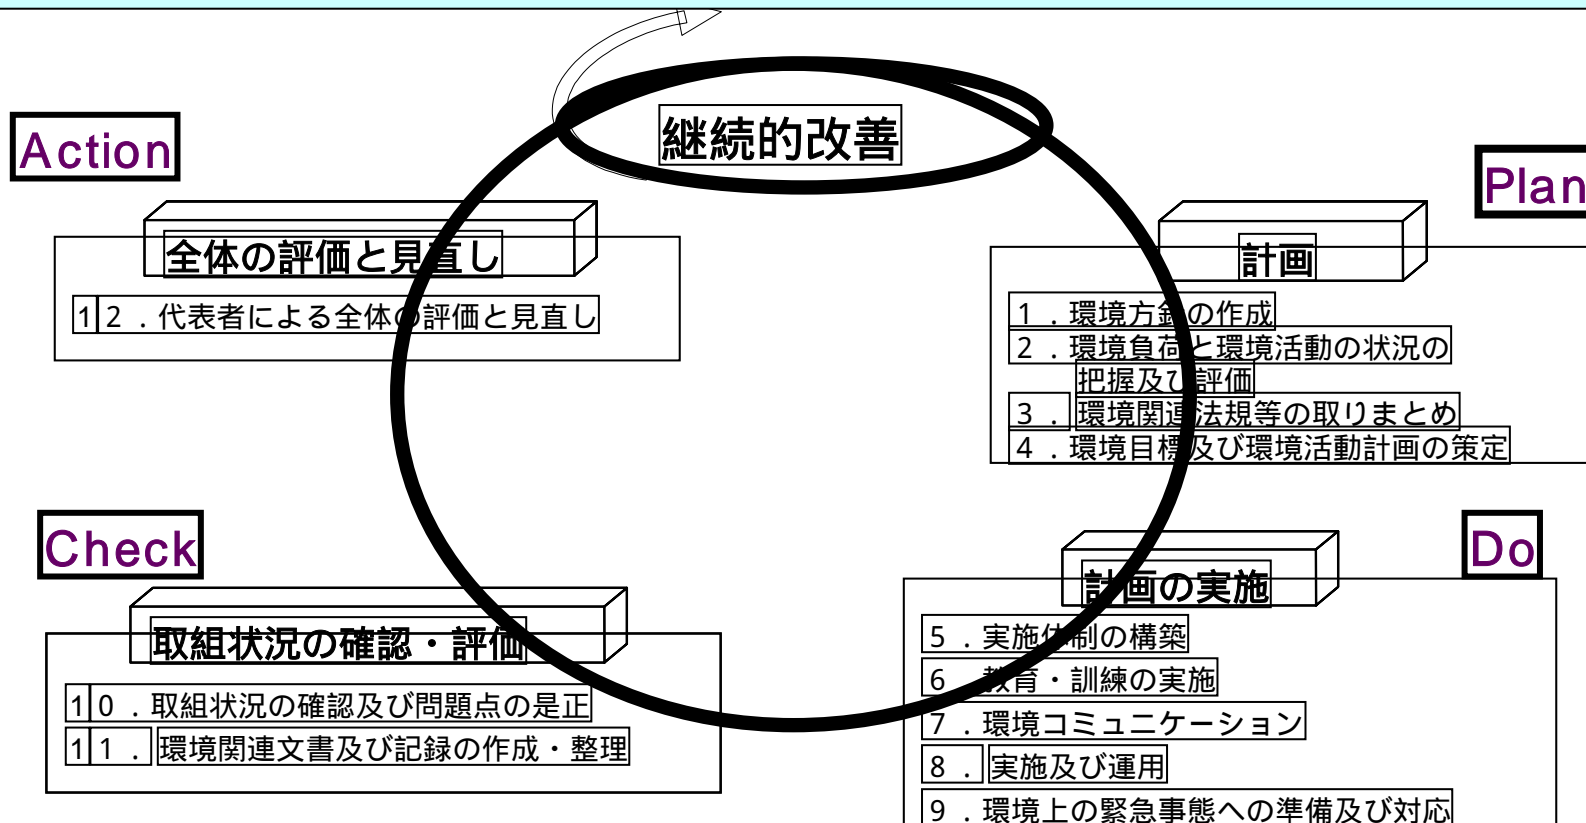 継続的改善
Action
全体の評価と見直し
12．代表者による全体の評価と見直し
Plan
計画
1．環境方針の作成
2．環境負荷と環境活動の状況の
把握及び評価
3．環境関連法規等の取りまとめ
4．環境目標及び環境活動計画の策定
Check
取組状況の確認・評価
10．取組状況の確認及び問題点の是正
11．環境関連文書及び記録の作成・整理
Do
計画の実施
5．実施体制の構築
6．教育・訓練の実施
7．環境コミュニケーション
8．実施及び運用
9．環境上の緊急事態への準備及び対応